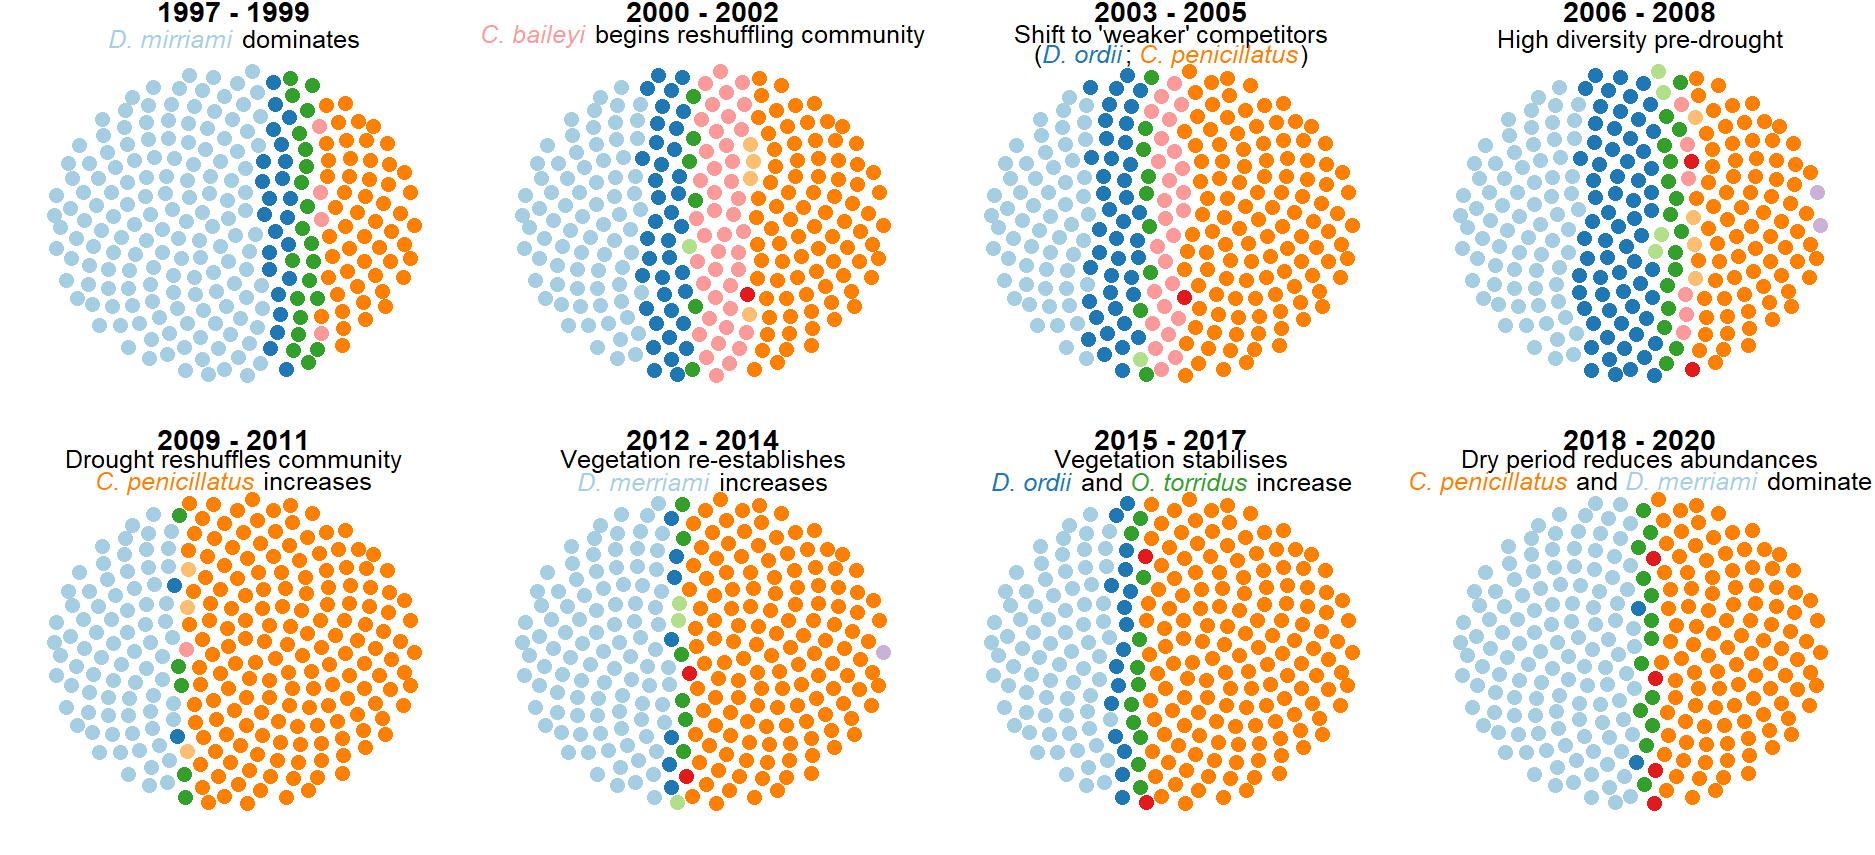 1997 - 1999
D. mirriami dominates
2000 - 2002
C. baileyi begins reshuffling community
2003 - 2005
Shift to 'weaker' competitors
(D. ordii; C. penicillatus)
2006 - 2008
High diversity pre-drought
2009 - 2011
Drought reshuffles community
C. penicillatus increases
2012 - 2014
Vegetation re-establishes
D. merriami increases
2015 - 2017
Vegetation stabilises
D. ordii and O. torridus increase
2018 - 2020
Dry period reduces abundances
C. penicillatus and D. merriami dominate